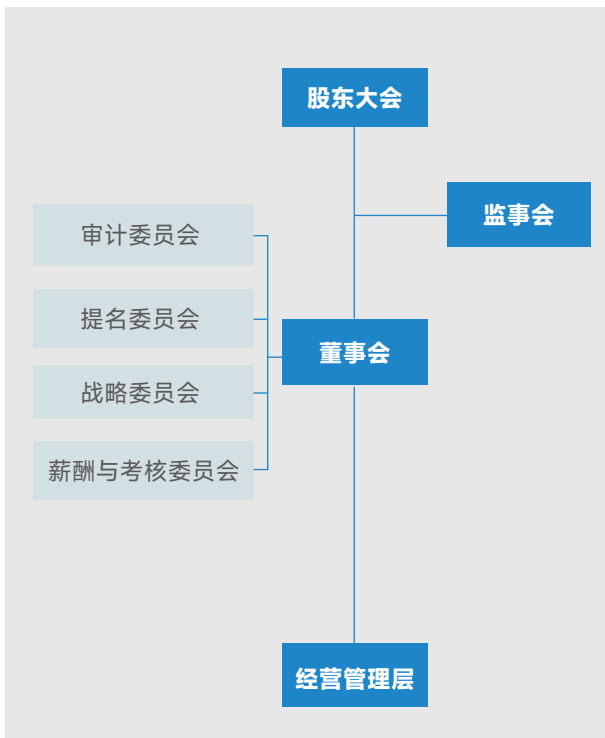 股东大会
监事会
审计委员会
提名委员会
董事会
战略委员会
薪酬与考核委员会
经营管理层